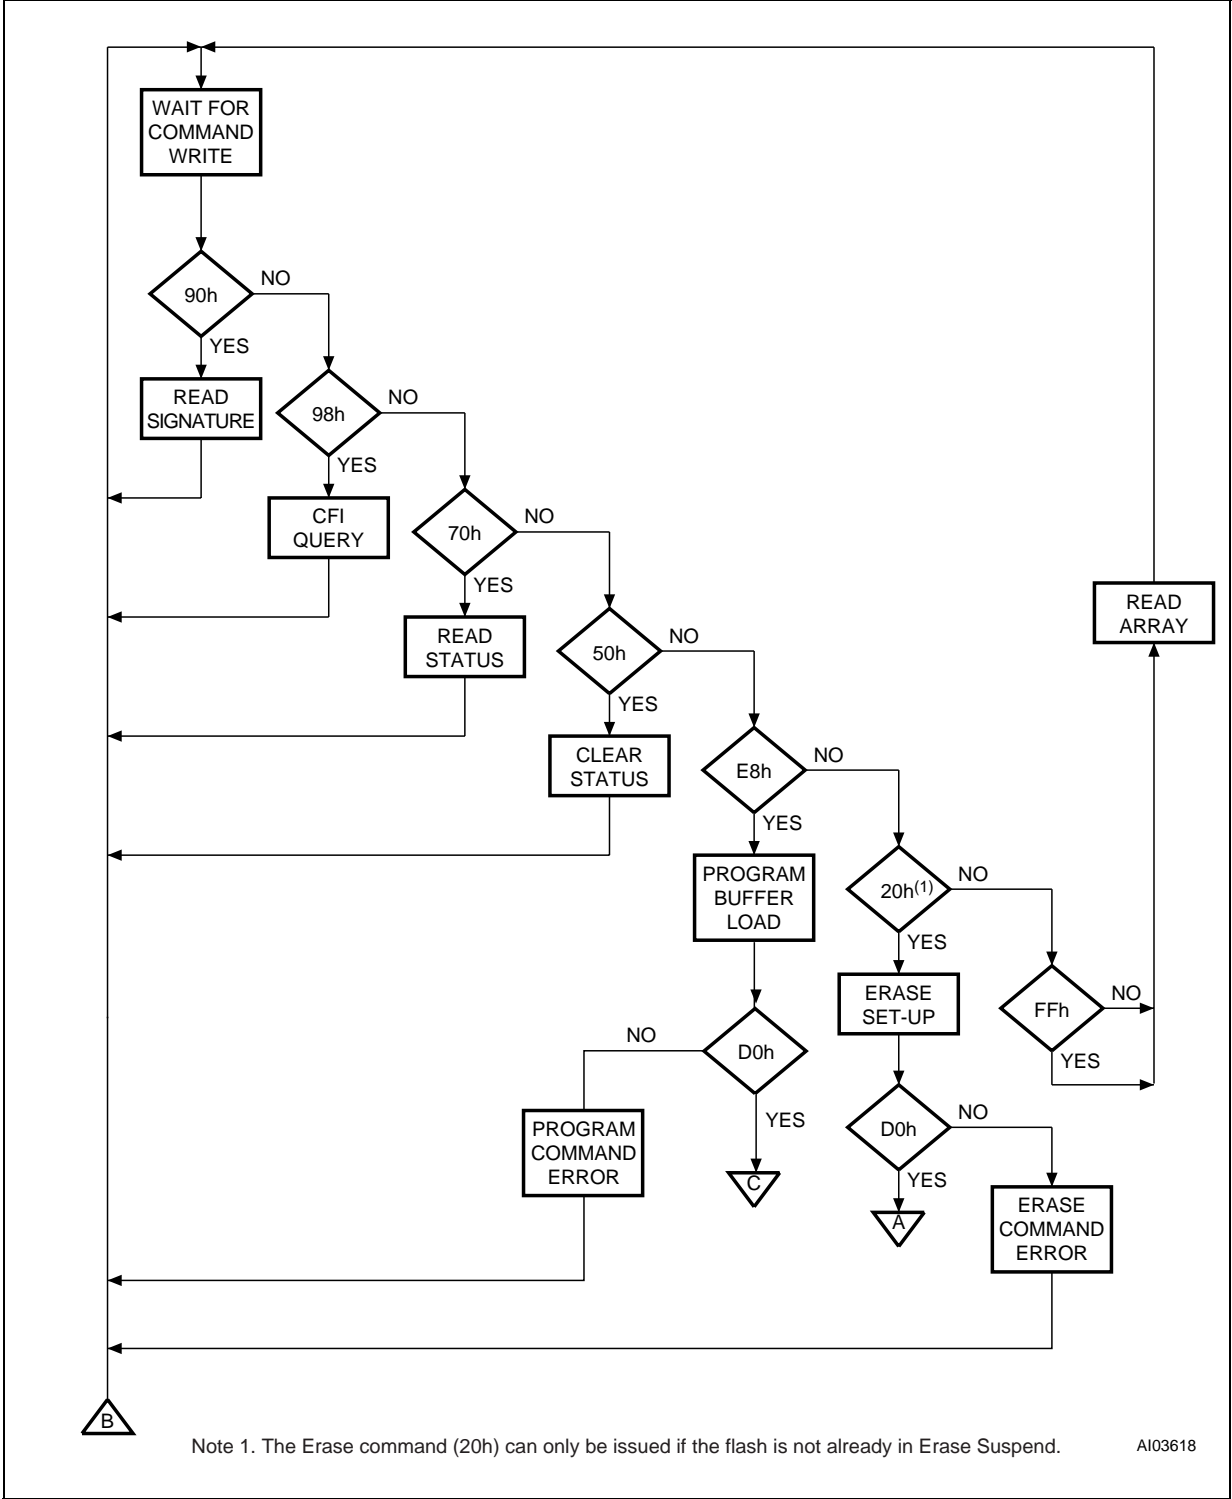 WAIT FOR
COMMAND
WRITE
90h
NO
YES
READ
SIGNATURE
98h
NO
YES
CFI
QUERY
70h
NO
YES
READ
STATUS
50h
NO
YES
CLEAR
STATUS
READ
ARRAY
E8h
NO
YES
PROGRAM
BUFFER
LOAD
20h(1)
NO
YES
ERASE
SET-UP
FFh
NO
YES
D0h
NO
YES
PROGRAM
COMMAND
ERROR
C
D0h
NO
YES
A
ERASE
COMMAND
ERROR
B
Note 1. The Erase command (20h) can only be issued if the flash is not already in Erase Suspend.
AI03618